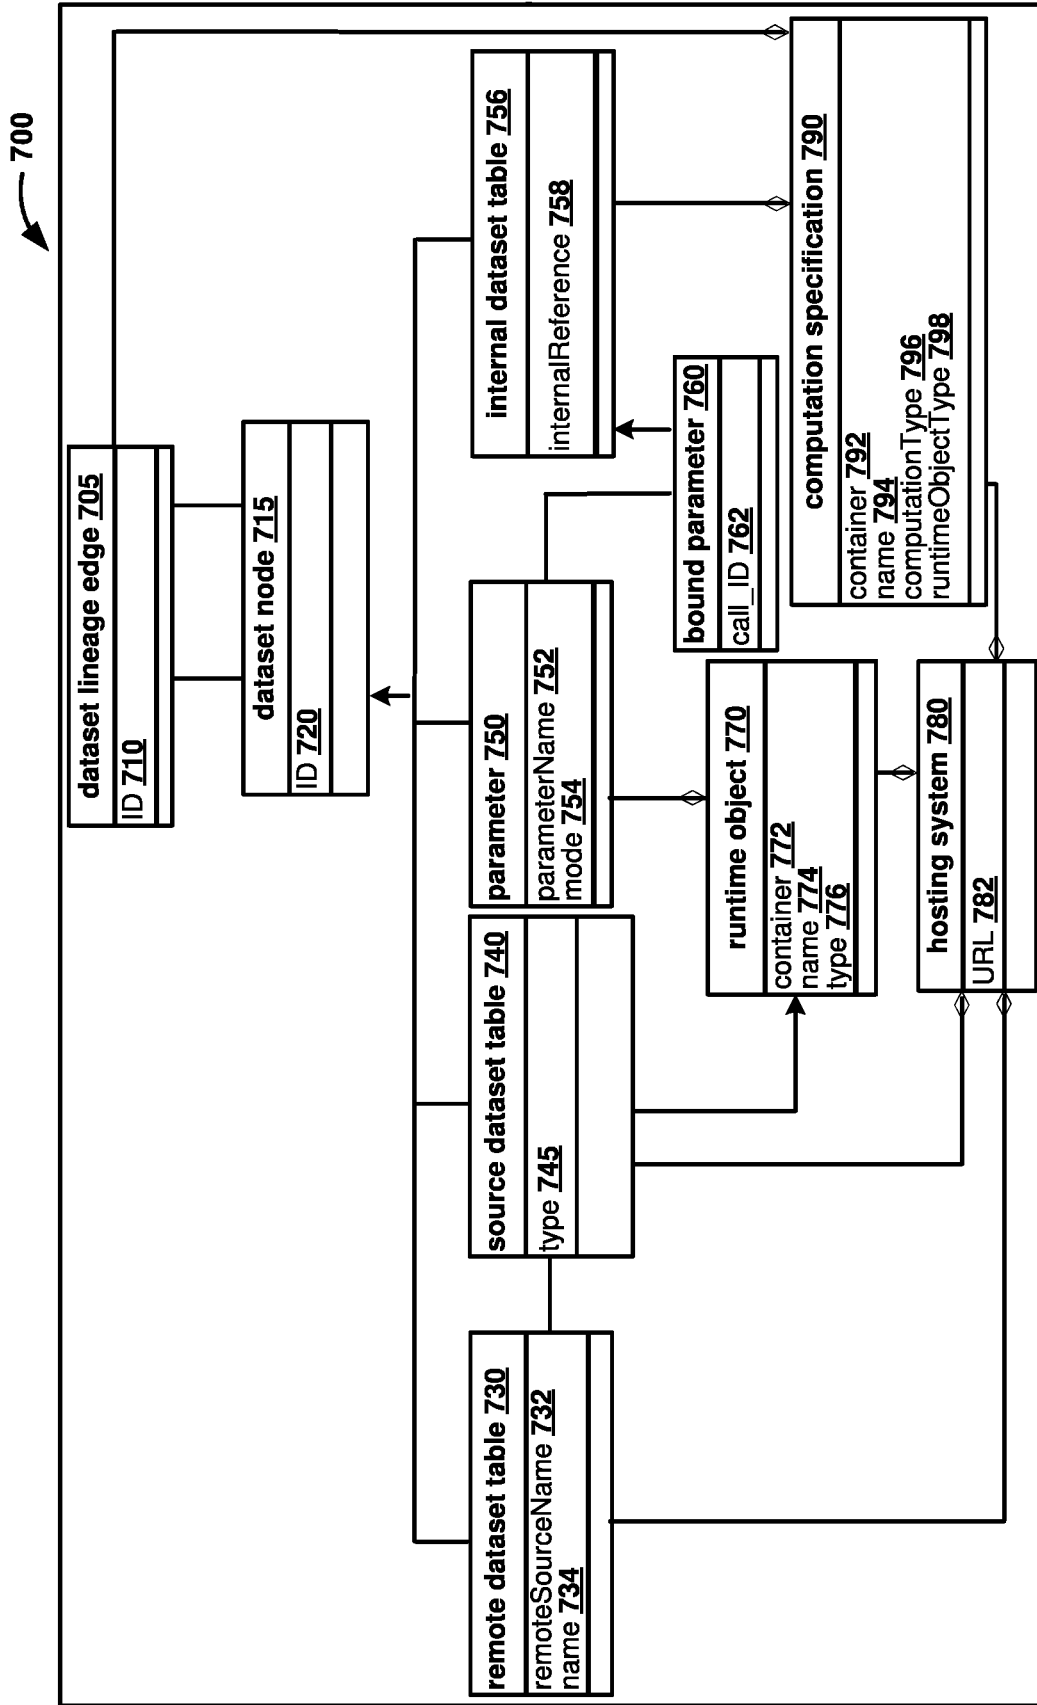 700
dataset lineage edge 705
ID 710
dataset node 715
ID 720
remote dataset table 730
remoteSourceName 732
name 734
source dataset table 740
type 745
parameter 750
parameterName 752
mode 754
internal dataset table 756
internalReference 758
bound parameter 760
call_ID 762
runtime object 770
container 772
name 774
type 776
hosting system 780
URL 782
computation specification 790
container 792
name 794
computationType 796
runtimeObjectType 798